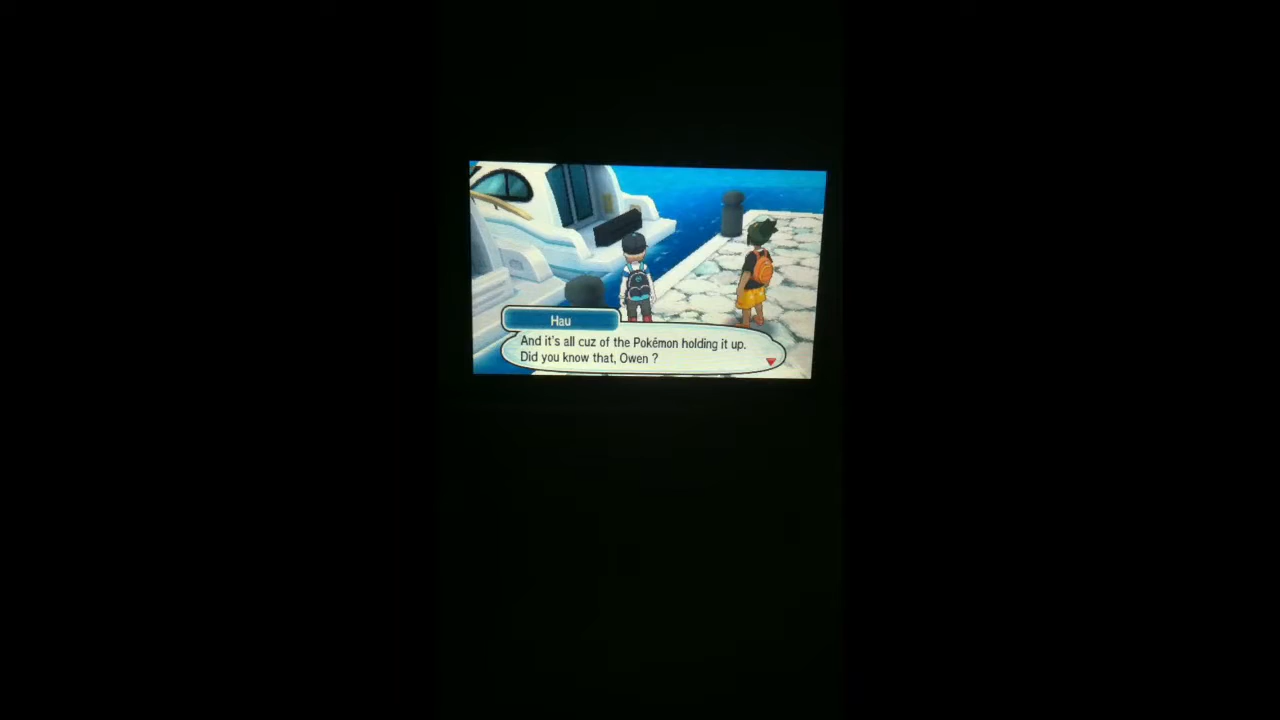 Hau
And it's all cuz of the Pokémon holding it up.
Did you know that, Owen ?